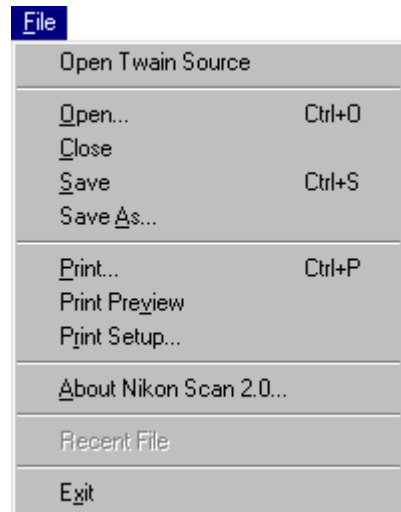 File
Open Twain Source
Open... Ctrl+O
Close
Save Ctrl+S
Save As...
Print... Ctrl+P
Print Preview
Print Setup...
About Nikon Scan 2.0...
Recent File
Exit